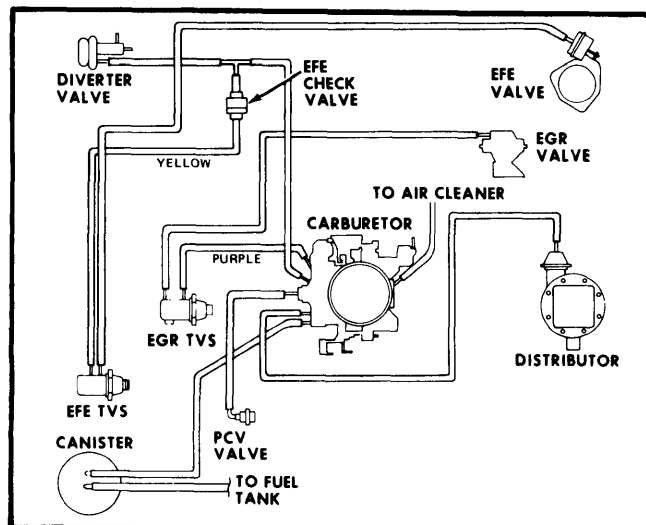 DIVERTER
VALVE
EFE
CHECK
VALVE
EFE
VALVE
YELLOW
EGR
VALVE
TO AIR CLEANER
CARBURETOR
PURPLE
EGR TVS
DISTRIBUTOR
EFE TVS
PCV
VALVE
CANISTER
TO FUEL
TANK